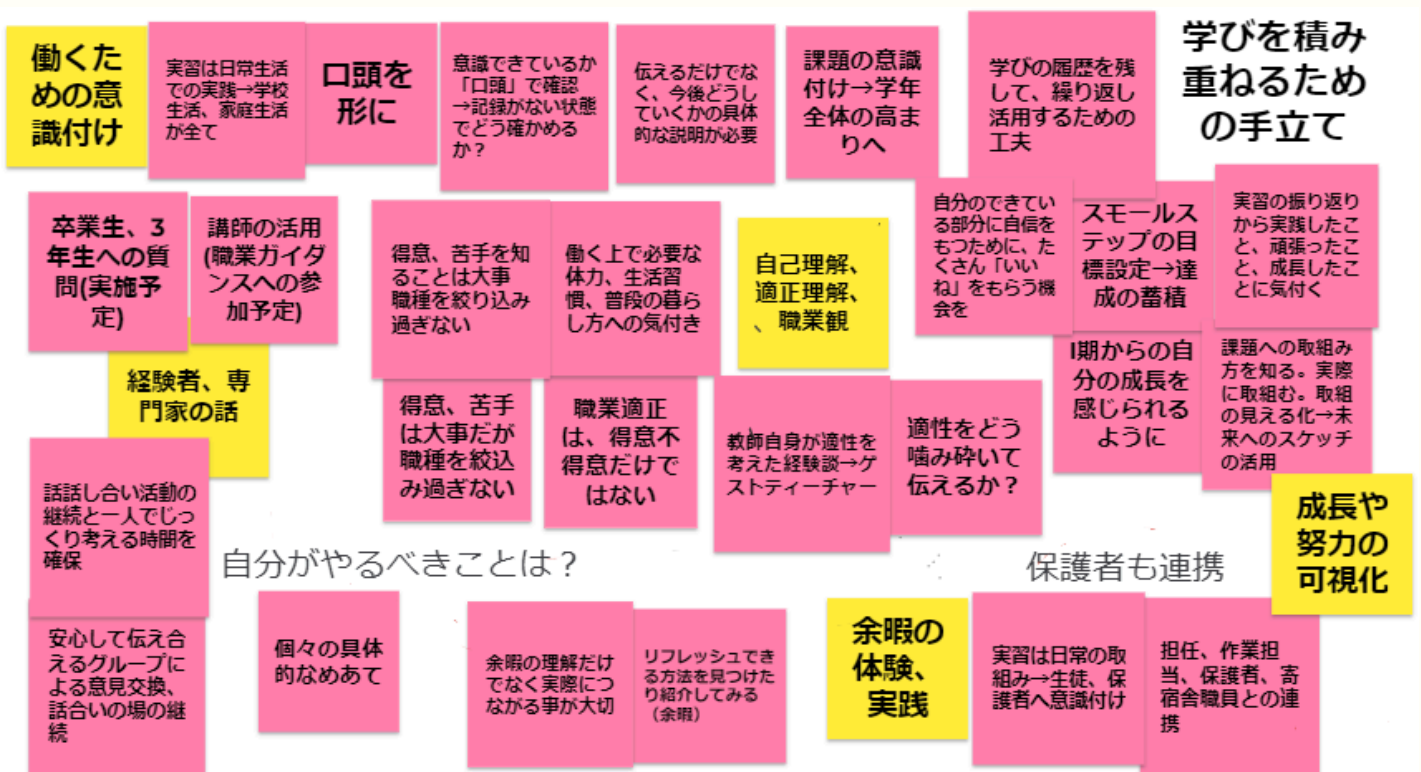 働くた
めの意
識付け
実習は日常生活
での実践→学校
生活、家庭生活
が全て
口頭を
形に
意識できているか
「口頭」で確認
→記録がない状態
でどう確かめる
か？
伝えるだけでな
く、今後どうし
ていくかの具体
的な説明が必要
課題の意識
付け→学年
全体の高ま
りへ
学びの履歴を残
して、繰り返し
活用するための
工夫
学びを積み
重ねるため
の手立て
卒業生、3
年生への質
問(実施予
定)
講師の活用
(職業ガイダ
ンスへの参
加予定)
得意、苦手を知
ることは大事
職種を絞り込み
過ぎない
働く上で必要な
体力、生活習
慣、普段の暮ら
し方への気付き
自己理解、
適正理解、
、職業観
自分のできてい
る部分に自信を
もつために、た
くさん「いい
ね」をもらう機
会を
スモールス
テップの目
標設定→達
成の蓄積
実習の振り返り
から実践したこ
と、頑張ったこ
と、成長したこ
とに気付く
経験者、専
門家の話
得意、苦手
は大事だが
職種を絞込
み過ぎない
職業適正
は、得意不
得意だけで
はない
教師自身が適性を
考えた経験談→ゲ
ストティーチャー
適性をどう
噛み砕いて
伝えるか？
I期からの自
分の成長を
感じられる
ように
課題への取組み
方を知る。実際
に取組む。取組
の見える化→未
来へのスケッチ
の活用
話話し合い活動の
継続と一人でじっ
くり考える時間を
確保
自分がやるべきことは？
保護者も連携
成長や
努力の
可視化
安心して伝え合
えるグループに
よる意見交換、
話合いの場の継
続
個々の具体
的なめあて
余暇の理解だけ
でなく実際につ
ながる事が大切
リフレッシュでき
る方法を見つけた
り紹介してみる
（余暇）
余暇の
体験、
実践
実習は日常の取
組み→生徒、保
護者へ意識付け
担任、作業担
当、保護者、寄
宿舎職員との連
携